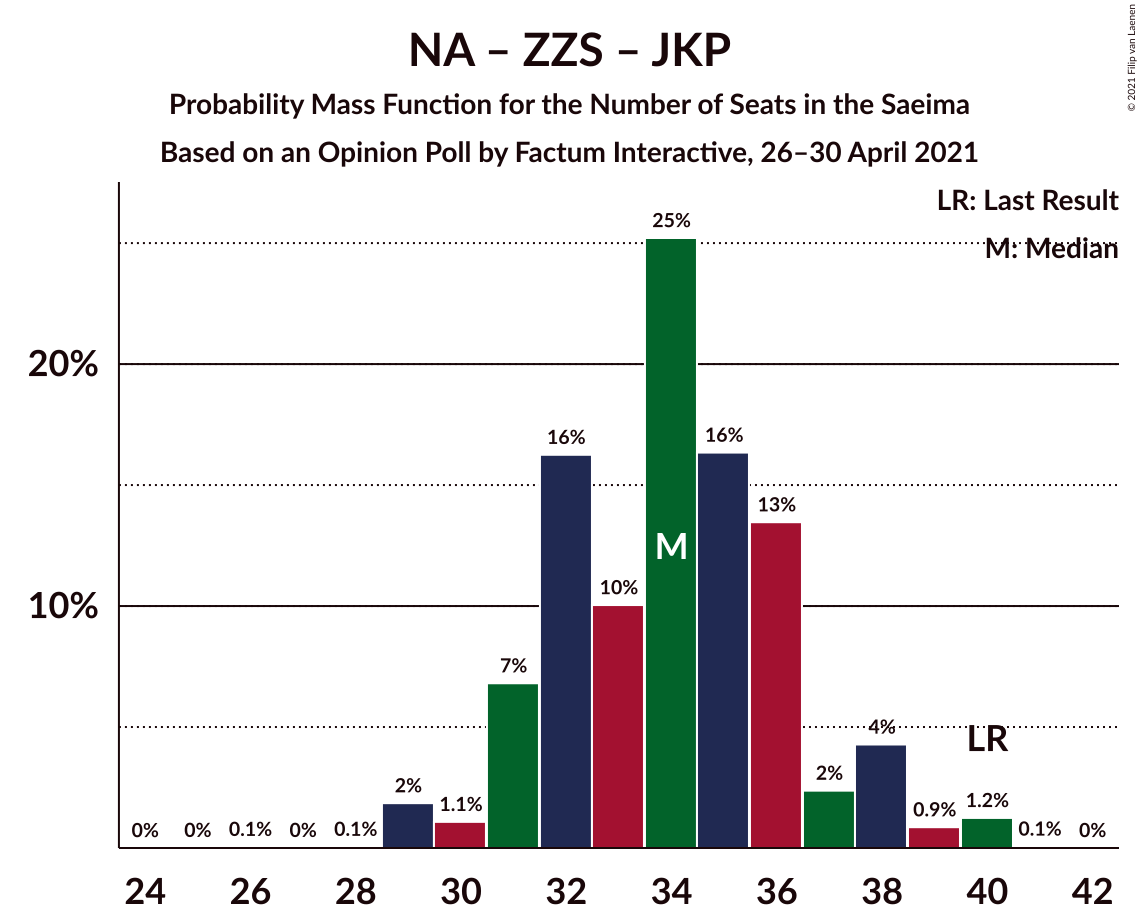 NA – ZZS – JKP
Probability Mass Function for the Number of Seats in the Saeima
Based on an Opinion Poll by Factum Interactive, 26–30 April 2021
© 2021 Filip van Laenen
LR: Last Result
M: Median
20%
10%
0%
0%
0.1%
0%
0.1%
2%
1.1%
7%
16%
10%
25%
M
16%
13%
2%
4%
0.9%
LR
1.2%
0.1%
0%
24 26 28 30 32 34 36 38 40 42